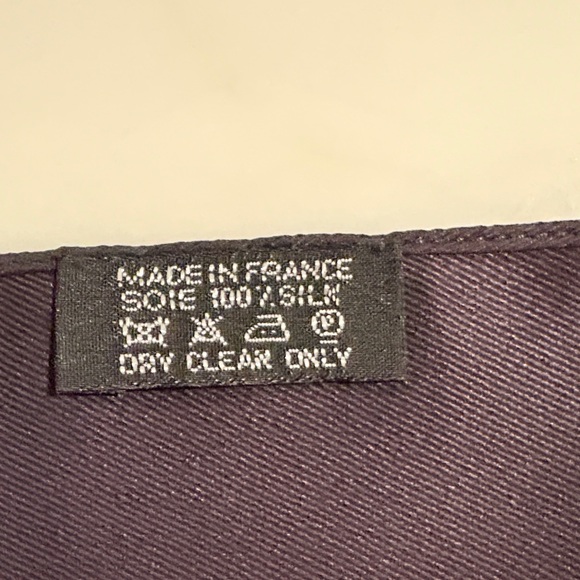 MADE IN FRANCE
SOIE 100% SILK
P
DRY CLEAN ONLY